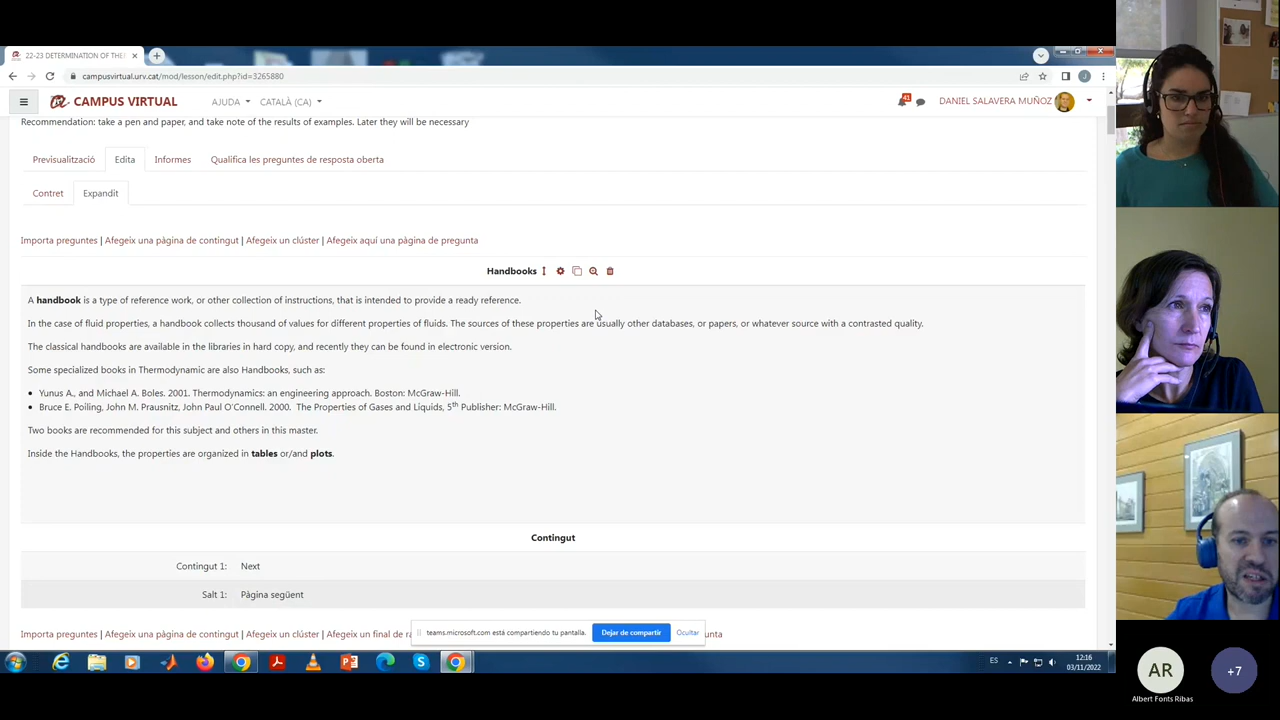 22-23 DETERMINATION OF THE
campusvirtual.urv.cat/mod/lesson/edit.php?id=3265880
CAMPUS VIRTUAL
AJUDA
CATALÀ (CA)
41
DANIEL SALAVERA MUÑOZ
Recommendation: take a pen and paper, and take note of the results of examples. Later they will be necessary
Previsualització
Edita
Informes
Qualifica les preguntes de resposta oberta
Contret
Expandit
Importa preguntes | Afegeix una pàgina de contingut | Afegeix un clúster | Afegeix aquí una pàgina de pregunta
Handbooks
A handbook is a type of reference work, or other collection of instructions, that is intended to provide a ready reference.
In the case of fluid properties, a handbook collects thousand of values for different properties of fluids. The sources of these properties are usually other databases, or papers, or whatever source with a contrasted quality.
The classical handbooks are available in the libraries in hard copy, and recently they can be found in electronic version.
Some specialized books in Thermodynamic are also Handbooks, such as:
• Yunus A., and Michael A. Boles. 2001. Thermodynamics: an engineering approach. Boston: McGraw-Hill.
• Bruce E, Poiling, John M. Prausnitz, John Paul O'Connell. 2000. The Properties of Gases and Liquids, 5th Publisher: McGraw-Hill.
Two books are recommended for this subject and others in this master.
Inside the Handbooks, the properties are organized in tables or/and plots.
Contingut
Contingut 1: Next
Salt 1: Pàgina següent
Importa preguntes | Afegeix una pàgina de contingut | Afegeix un clúster | Afegeix un final de ra
unta
teams.microsoft.com está compartiendo tu pantalla.
Dejar de compartir
Ocultar
ES
12:16
03/11/2022
AR
Albert Fonts Ribas
+7